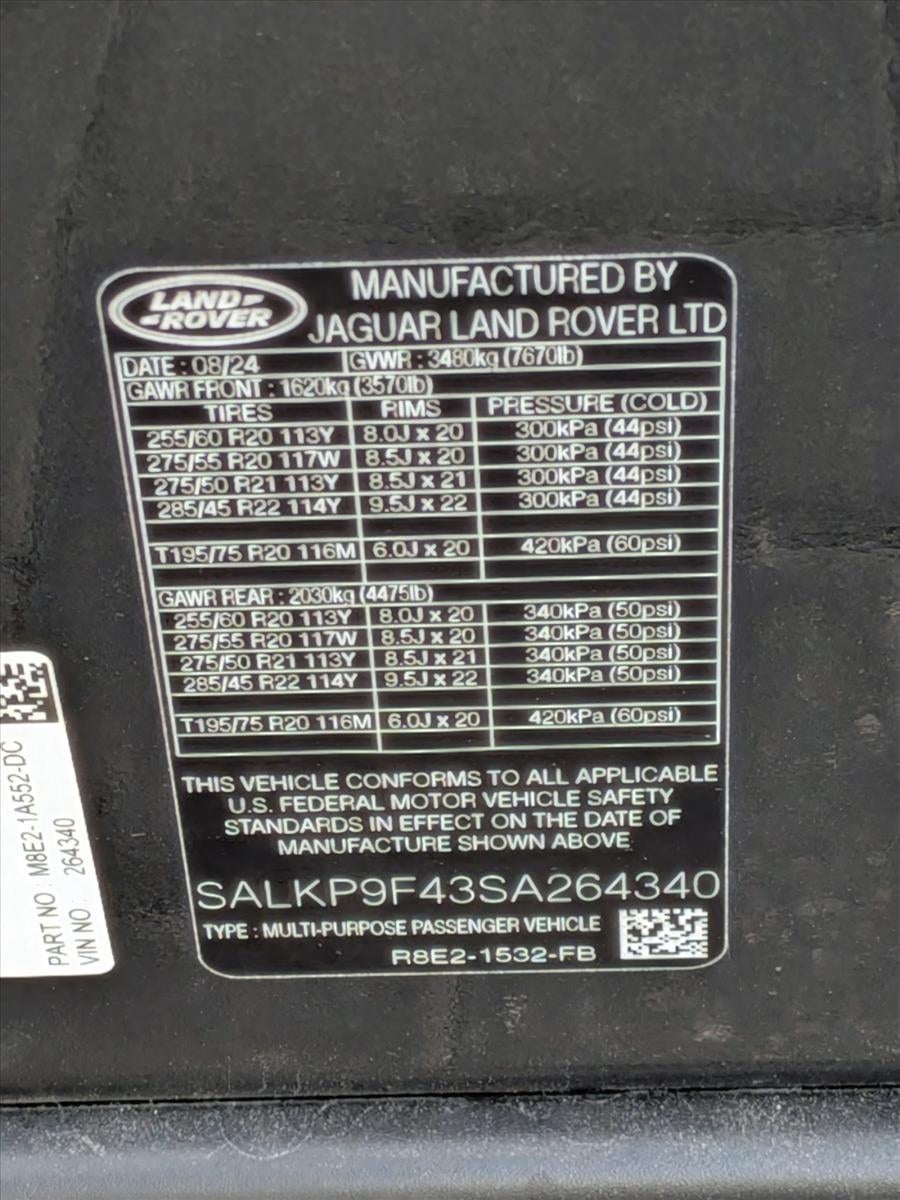 LAND
ROVER
MANUFACTURED BY
JAGUAR LAND ROVER LTD
DATE : 08/24 GVWR : 3480kg (7670lb)
GAWR FRONT : 1620kg (3570lb)
TIRES RIMS PRESSURE (COLD)
255/60 R20 113Y 8.0J x 20 300kPa (44psi)
275/55 R20 117W 8.5J x 20 300kPa (44psi)
275/50 R21 113Y 8.5J x 21 300kPa (44psi)
285/45 R22 114Y 9.5J x 22 300kPa (44psi)
T195/75 R20 116M 6.0J x 20 420kPa (60psi)
GAWR REAR : 2030kg (4475lb)
255/60 R20 113Y 8.0J x 20 340kPa (50psi)
275/55 R20 117W 8.5J x 20 340kPa (50psi)
275/50 R21 113Y 8.5J x 21 340kPa (50psi)
285/45 R22 114Y 9.5J x 22 340kPa (50psi)
T195/75 R20 116M 6.0J x 20 420kPa (60psi)
THIS VEHICLE CONFORMS TO ALL APPLICABLE
U.S. FEDERAL MOTOR VEHICLE SAFETY
STANDARDS IN EFFECT ON THE DATE OF
MANUFACTURE SHOWN ABOVE
SALKP9F43SA264340
TYPE : MULTI-PURPOSE PASSENGER VEHICLE
R8E2-1532-FB
PART NO : M8E2-1A552-DC
VIN NO : 264340